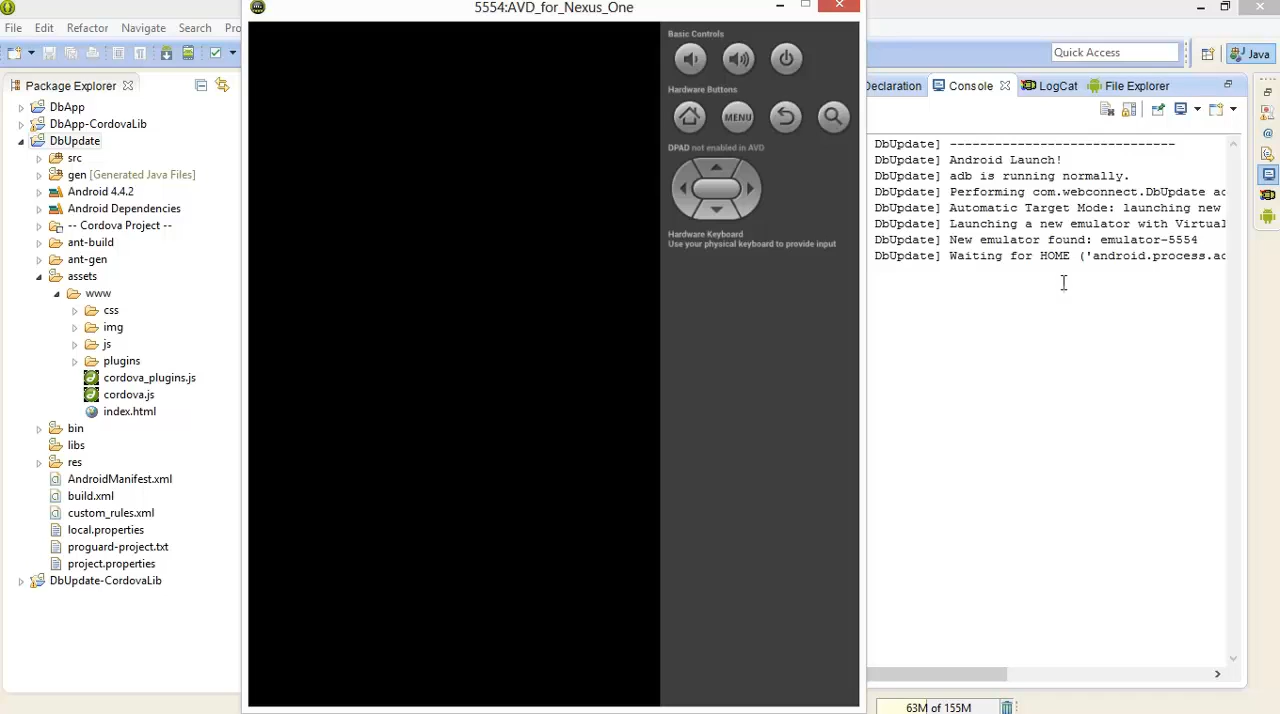 5554:AVD_for_Nexus_One
File Edit Refactor Navigate Search
Quick Access
Java
Package Explorer
Console
LogCat
File Explorer
DbApp
DbApp-CordovaLib
DbUpdate
src
gen [Generated Java Files]
Android 4.4.2
Android Dependencies
-- Cordova Project --
ant-build
ant-gen
assets
www
css
img
js
plugins
cordova_plugins.js
cordova.js
index.html
bin
libs
res
AndroidManifest.xml
build.xml
custom_rules.xml
local.properties
proguard-project.txt
project.properties
DbUpdate-CordovaLib
Basic Controls
Hardware Buttons
MENU
DPAD not enabled in AVD
Hardware Keyboard
Use your physical keyboard to provide input
DbUpdate] ------------------------------
DbUpdate] Android Launch!
DbUpdate] adb is running normally.
DbUpdate] Performing com.webconnect.DbUpdate ac
DbUpdate] Automatic Target Mode: launching new
DbUpdate] Launching a new emulator with Virtual
DbUpdate] New emulator found: emulator-5554
DbUpdate] Waiting for HOME ('android.process.ac
63M of 155M